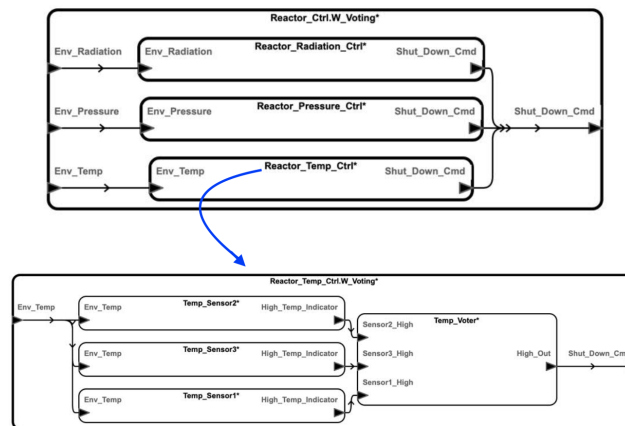 Reactor_Ctrl.W_Voting*
Env_Radiation Env_Radiation Reactor_Radiation_Ctrl* Shut_Down_Cmd
Env_Pressure Env_Pressure Reactor_Pressure_Ctrl* Shut_Down_Cmd Shut_Down_Cmd
Env_Temp Env_Temp Reactor_Temp_Ctrl* Shut_Down_Cmd
Reactor_Temp_Ctrl.W_Voting*
Env_Temp Env_Temp Temp_Sensor2* High_Temp_Indicator
Temp_Voter*
Sensor2_High
Env_Temp Temp_Sensor3* High_Temp_Indicator Sensor3_High High_Out Shut_Down_Cm
Sensor1_High
Env_Temp Temp_Sensor1* High_Temp_Indicator